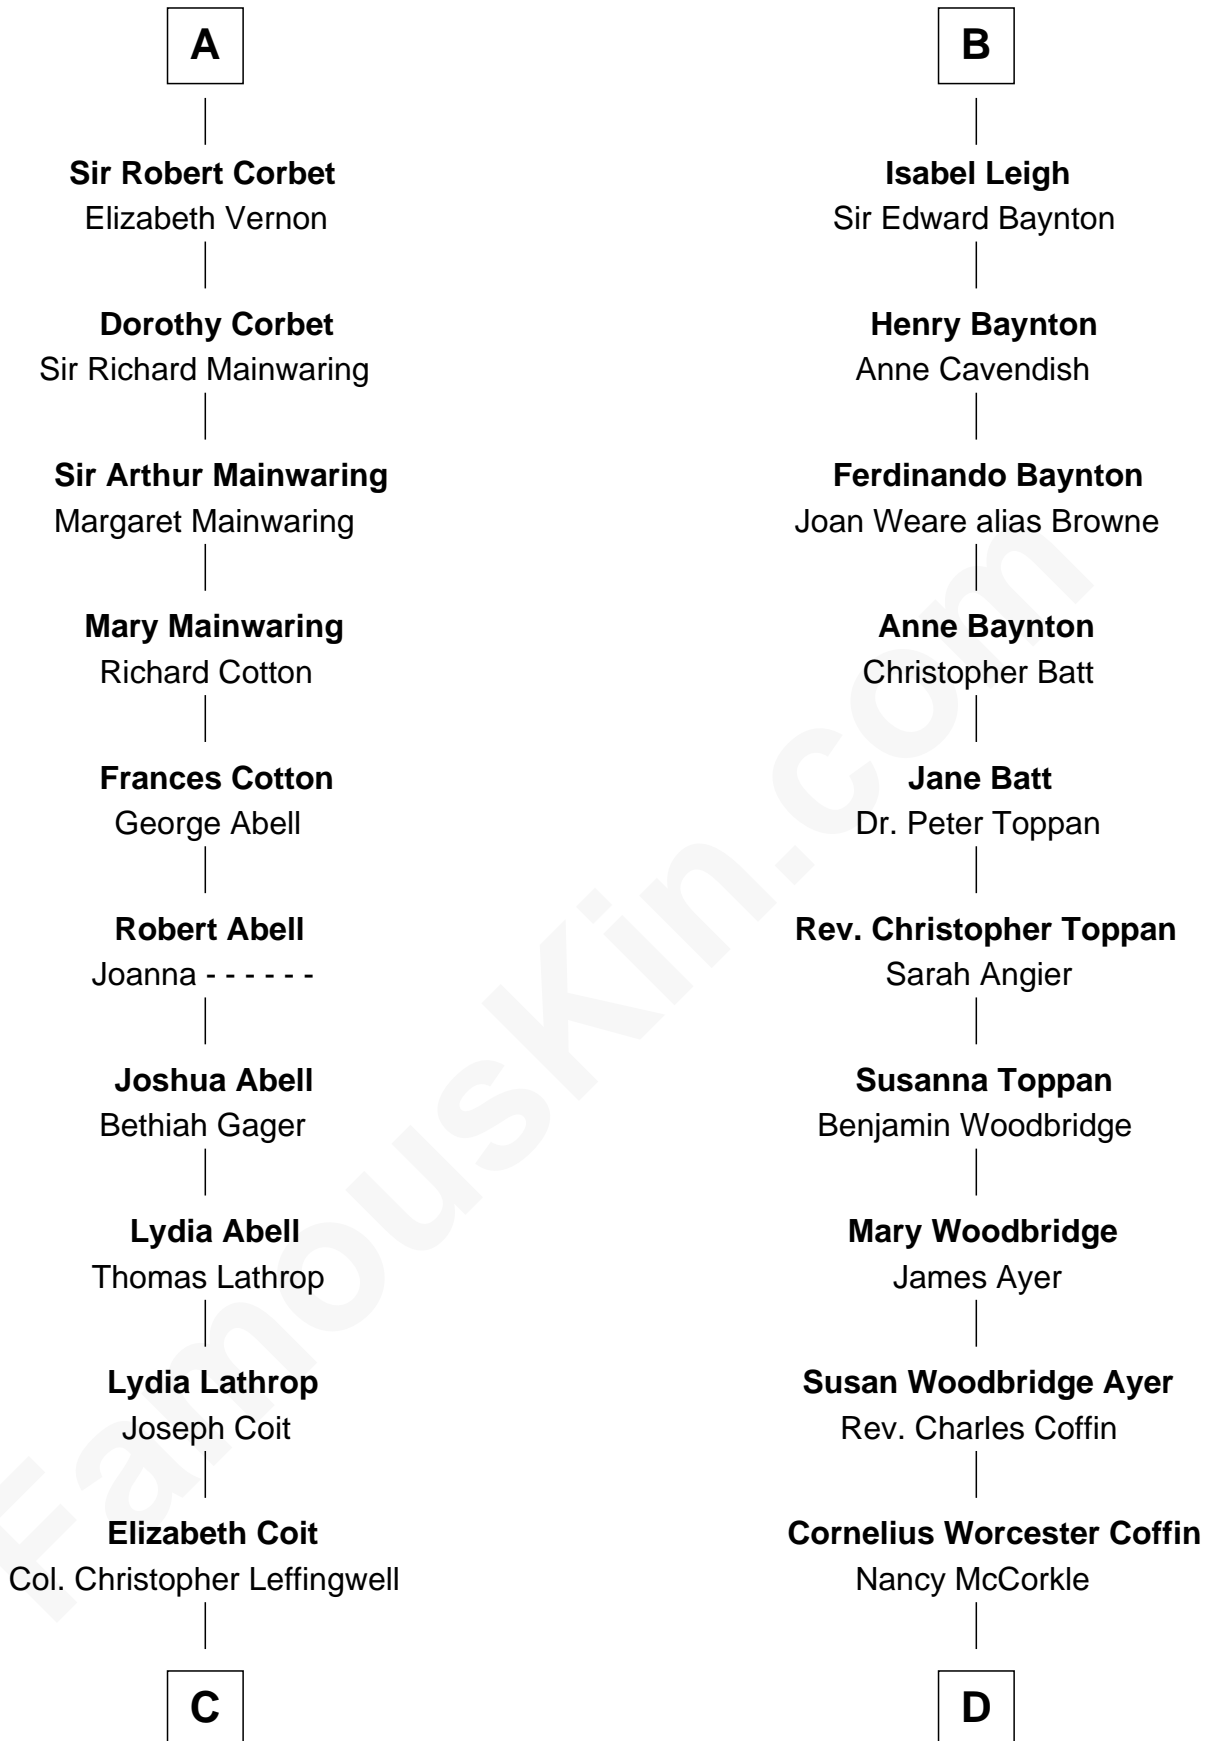 A
Sir Robert Corbet
Elizabeth Vernon
Dorothy Corbet
Sir Richard Mainwaring
Sir Arthur Mainwaring
Margaret Mainwaring
Mary Mainwaring
Richard Cotton
Frances Cotton
George Abell
Robert Abell
Joanna - - - - - -
Joshua Abell
Bethiah Gager
Lydia Abell
Thomas Lathrop
Lydia Lathrop
Joseph Coit
Elizabeth Coit
Col. Christopher Leffingwell
C
B
Isabel Leigh
Sir Edward Baynton
Henry Baynton
Anne Cavendish
Ferdinando Baynton
Joan Weare alias Browne
Anne Baynton
Christopher Batt
Jane Batt
Dr. Peter Toppan
Rev. Christopher Toppan
Sarah Angier
Susanna Toppan
Benjamin Woodbridge
Mary Woodbridge
James Ayer
Susan Woodbridge Ayer
Rev. Charles Coffin
Cornelius Worcester Coffin
Nancy McCorkle
D
FamousKin.com